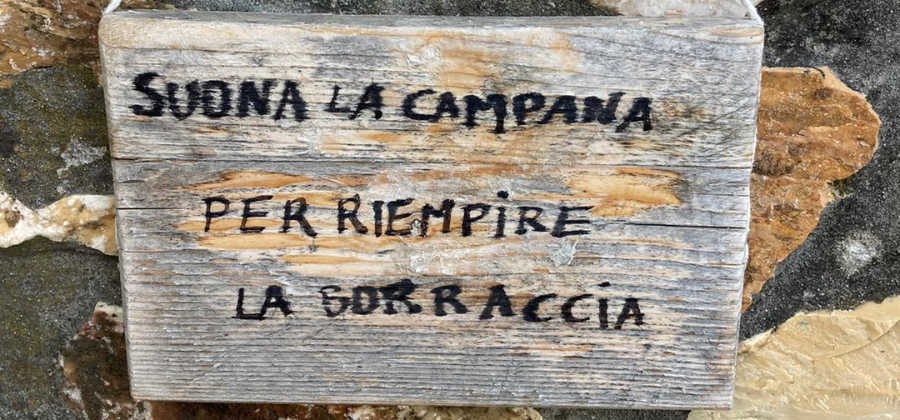 SUONA LA CAMPANA
PER RIEMPIRE
LA BORRACCIA